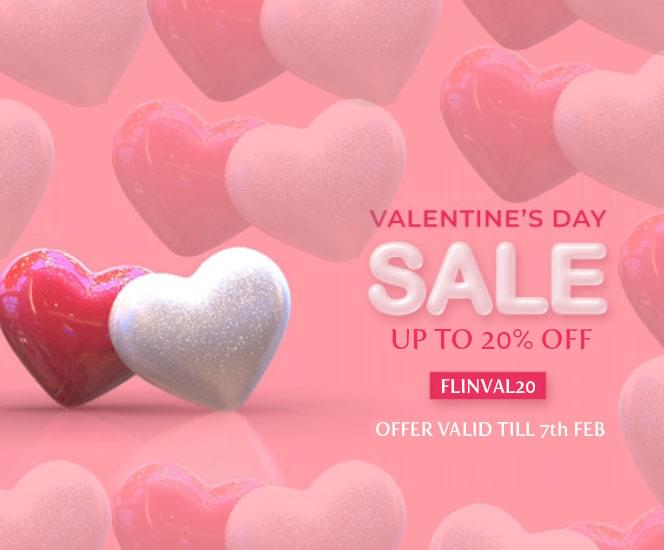 VALENTINE'S DAY
SALE
UP TO 20% OFF
FLINVAL20
OFFER VALID TILL 7th FEB